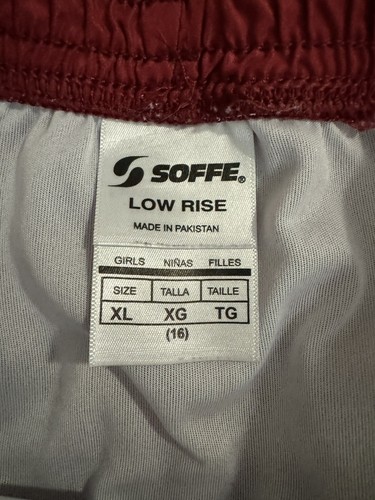 SOFFE®
LOW RISE
MADE IN PAKISTAN
GIRLS NIÑAS FILLES
SIZE TALLA TAILLE
XL XG TG
(16)